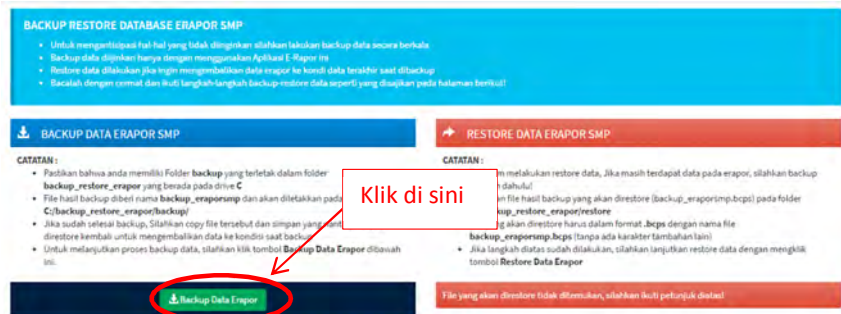 BACKUP RESTORE DATABASE ERAPOR SMP
Untuk mengantisipasi hal-hal yang tidak diinginkan silahkan lakukan backup data secara berkala
Backup data diijinkan hanya dengan menggunakan Aplikasi E-Rapor ini
Restore data dilakukan jika ingin mengembalikan data erapor ke kondi data terakhir saat dibackup
Bacalah dengan cermat dan ikuti langkah-langkah backup-restore data seperti yang disajikan pada halaman berikut!
BACKUP DATA ERAPOR SMP
CATATAN :
Pastikan bahwa anda memiliki Folder backup yang terletak dalam folder
backup_restore_erapor yang berada pada drive C
File hasil backup diberi nama backup_eraporsmp dan akan diletakkan pada
C:/backup_restore_erapor/backup/
Jika sudah selesai backup, Silahkan copy file tersebut dan simpan yang
direstore kembali untuk mengembalikan data ke kondisi saat backup
Untuk melanjutkan proses backup data, silahkan klik tombol Backup Data Erapor dibawah
ini.
Backup Data Erapor
Klik di sini
RESTORE DATA ERAPOR SMP
CATATAN :
melakukan restore data, Jika masih terdapat data pada erapor, silahkan backup
dahulu!
file hasil backup yang akan direstore (backup_eraporsmp.bcps) pada folder
restore_erapor/restore
akan direstore harus dalam format .bcps dengan nama file
backup_eraporsmp.bcps (tanpa ada karakter tambahan lain)
Jika langkah diatas sudah dilakukan, silahkan lanjutkan restore data dengan mengklik
tombol Restore Data Erapor
File yang akan direstore tidak ditemukan, silahkan ikuti petunjuk diatas!